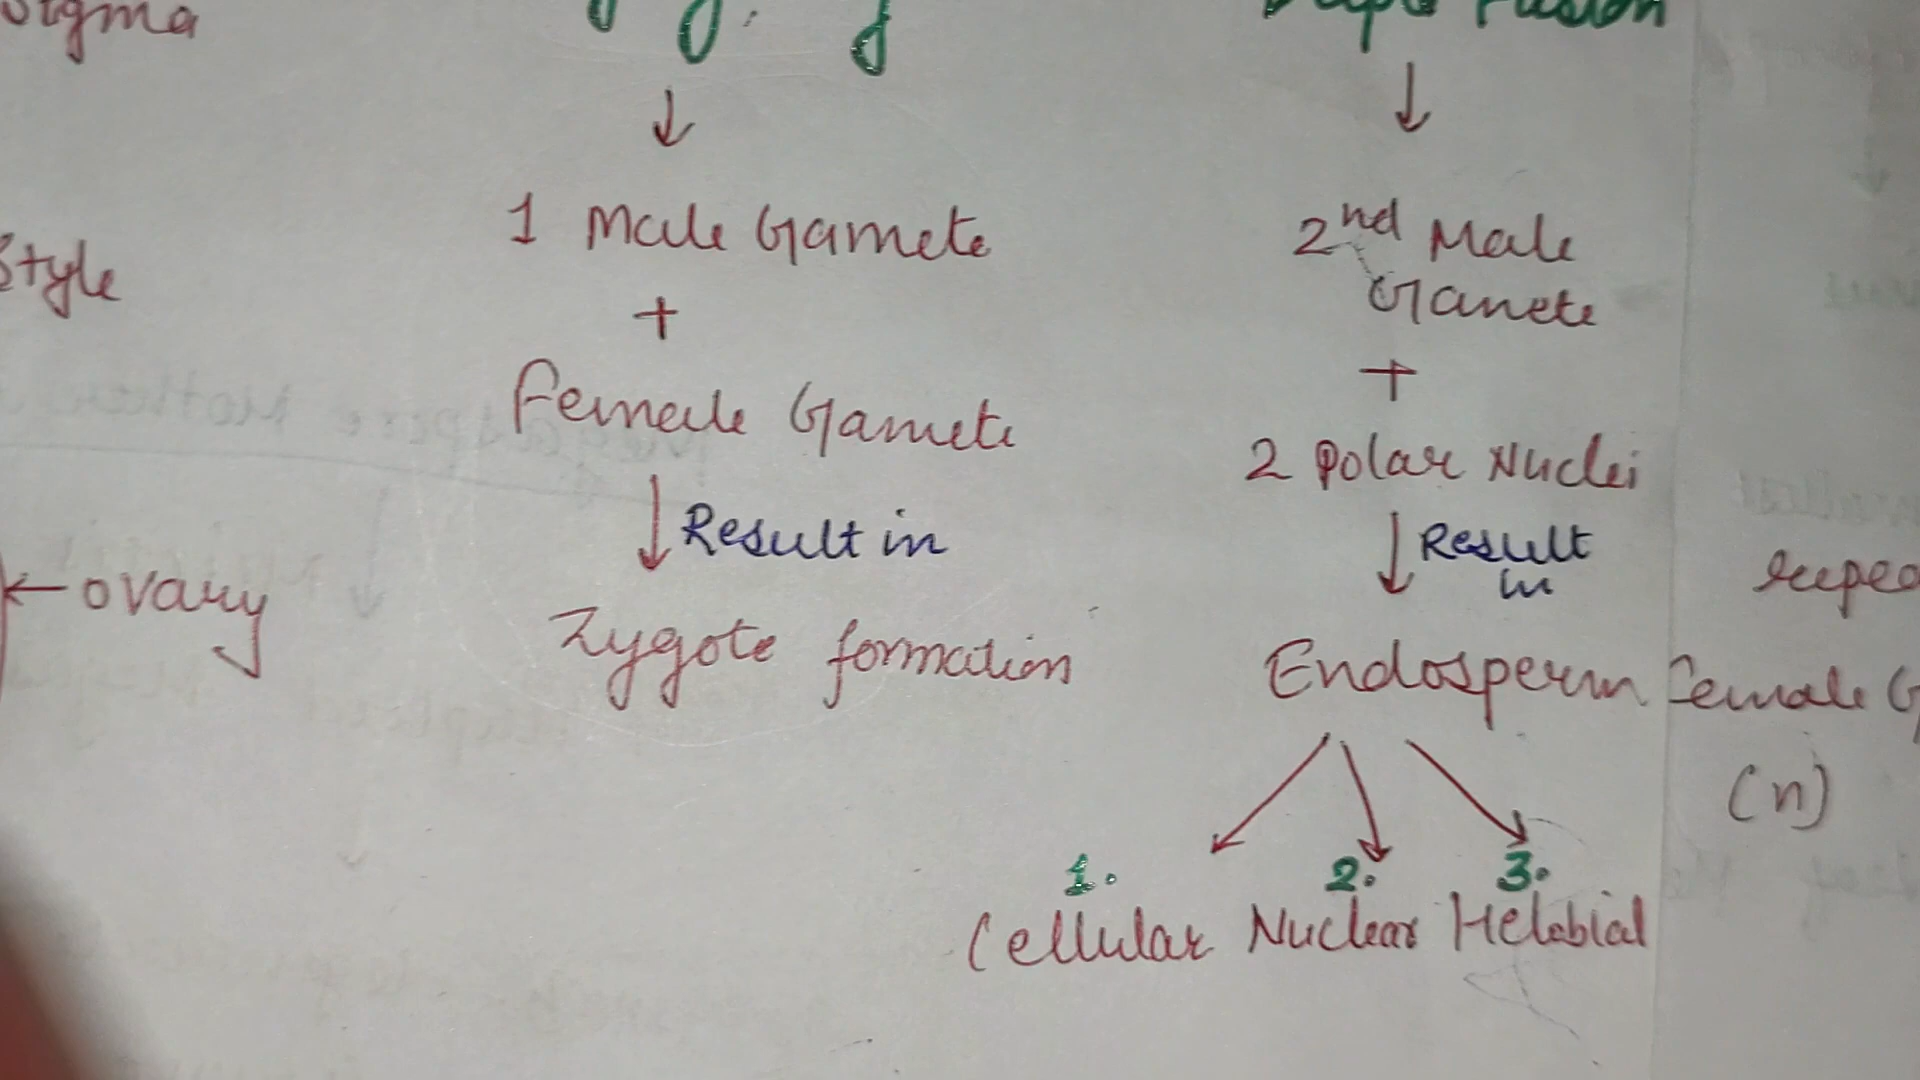 Style
← ovary
1 Male Gamete
+
Female Gamete
↓ Result in
Zygote formation
Fusion
↓
2nd Male
Gamete
+
2 Polar Nuclei
↓ Result
in
Endosperm
1. 2. 3.
Cellular Nuclear Helobial
Female G
(n)